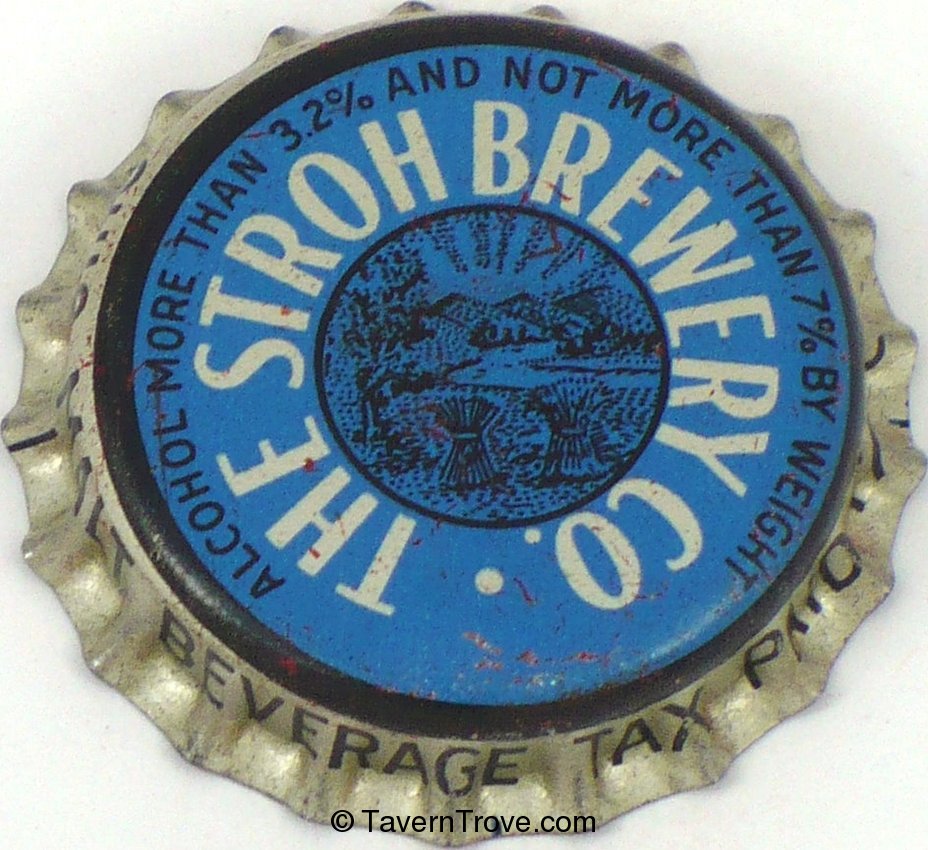 ALCOHOL MORE THAN 3.2% AND NOT MORE THAN 7% BY WEIGHT
THE STROH BREWERY CO.
BEVERAGE TAX PAID
© TavernTrove.com